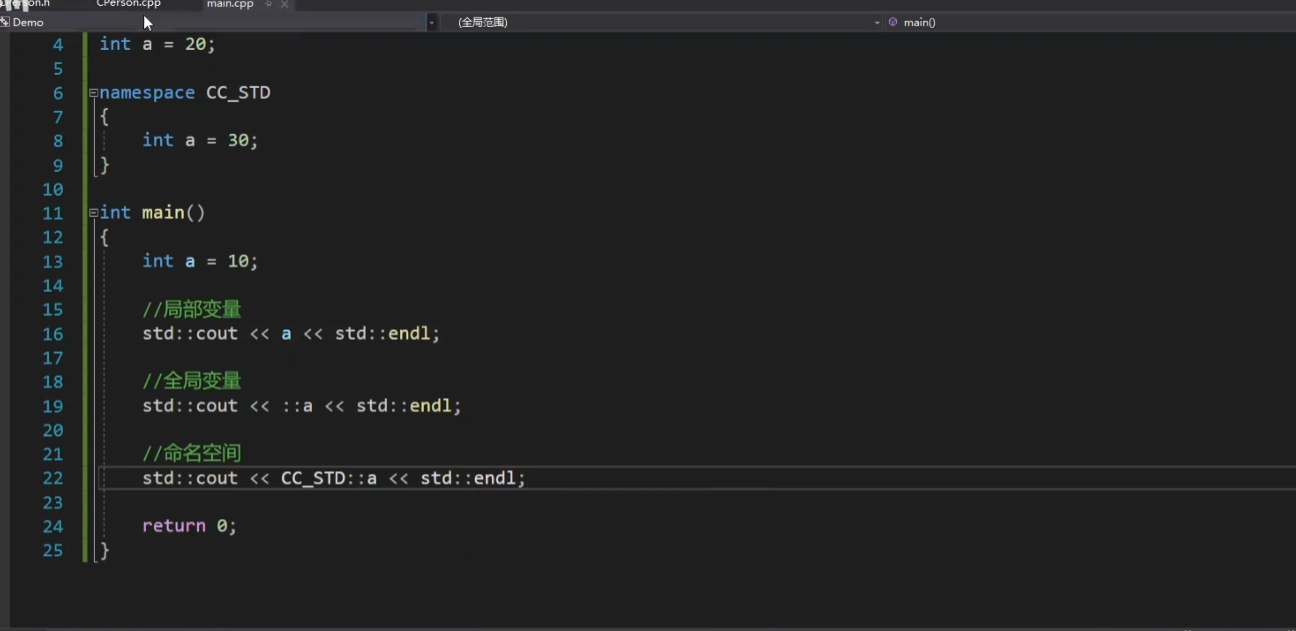 CPerson.cpp main.cpp
Demo (全局范围) main()
4 int a = 20;
5
6 namespace CC_STD
7 {
8 int a = 30;
9 }
10
11 int main()
12 {
13 int a = 10;
14
15 //局部变量
16 std::cout << a << std::endl;
17
18 //全局变量
19 std::cout << ::a << std::endl;
20
21 //命名空间
22 std::cout << CC_STD::a << std::endl;
23
24 return 0;
25 }